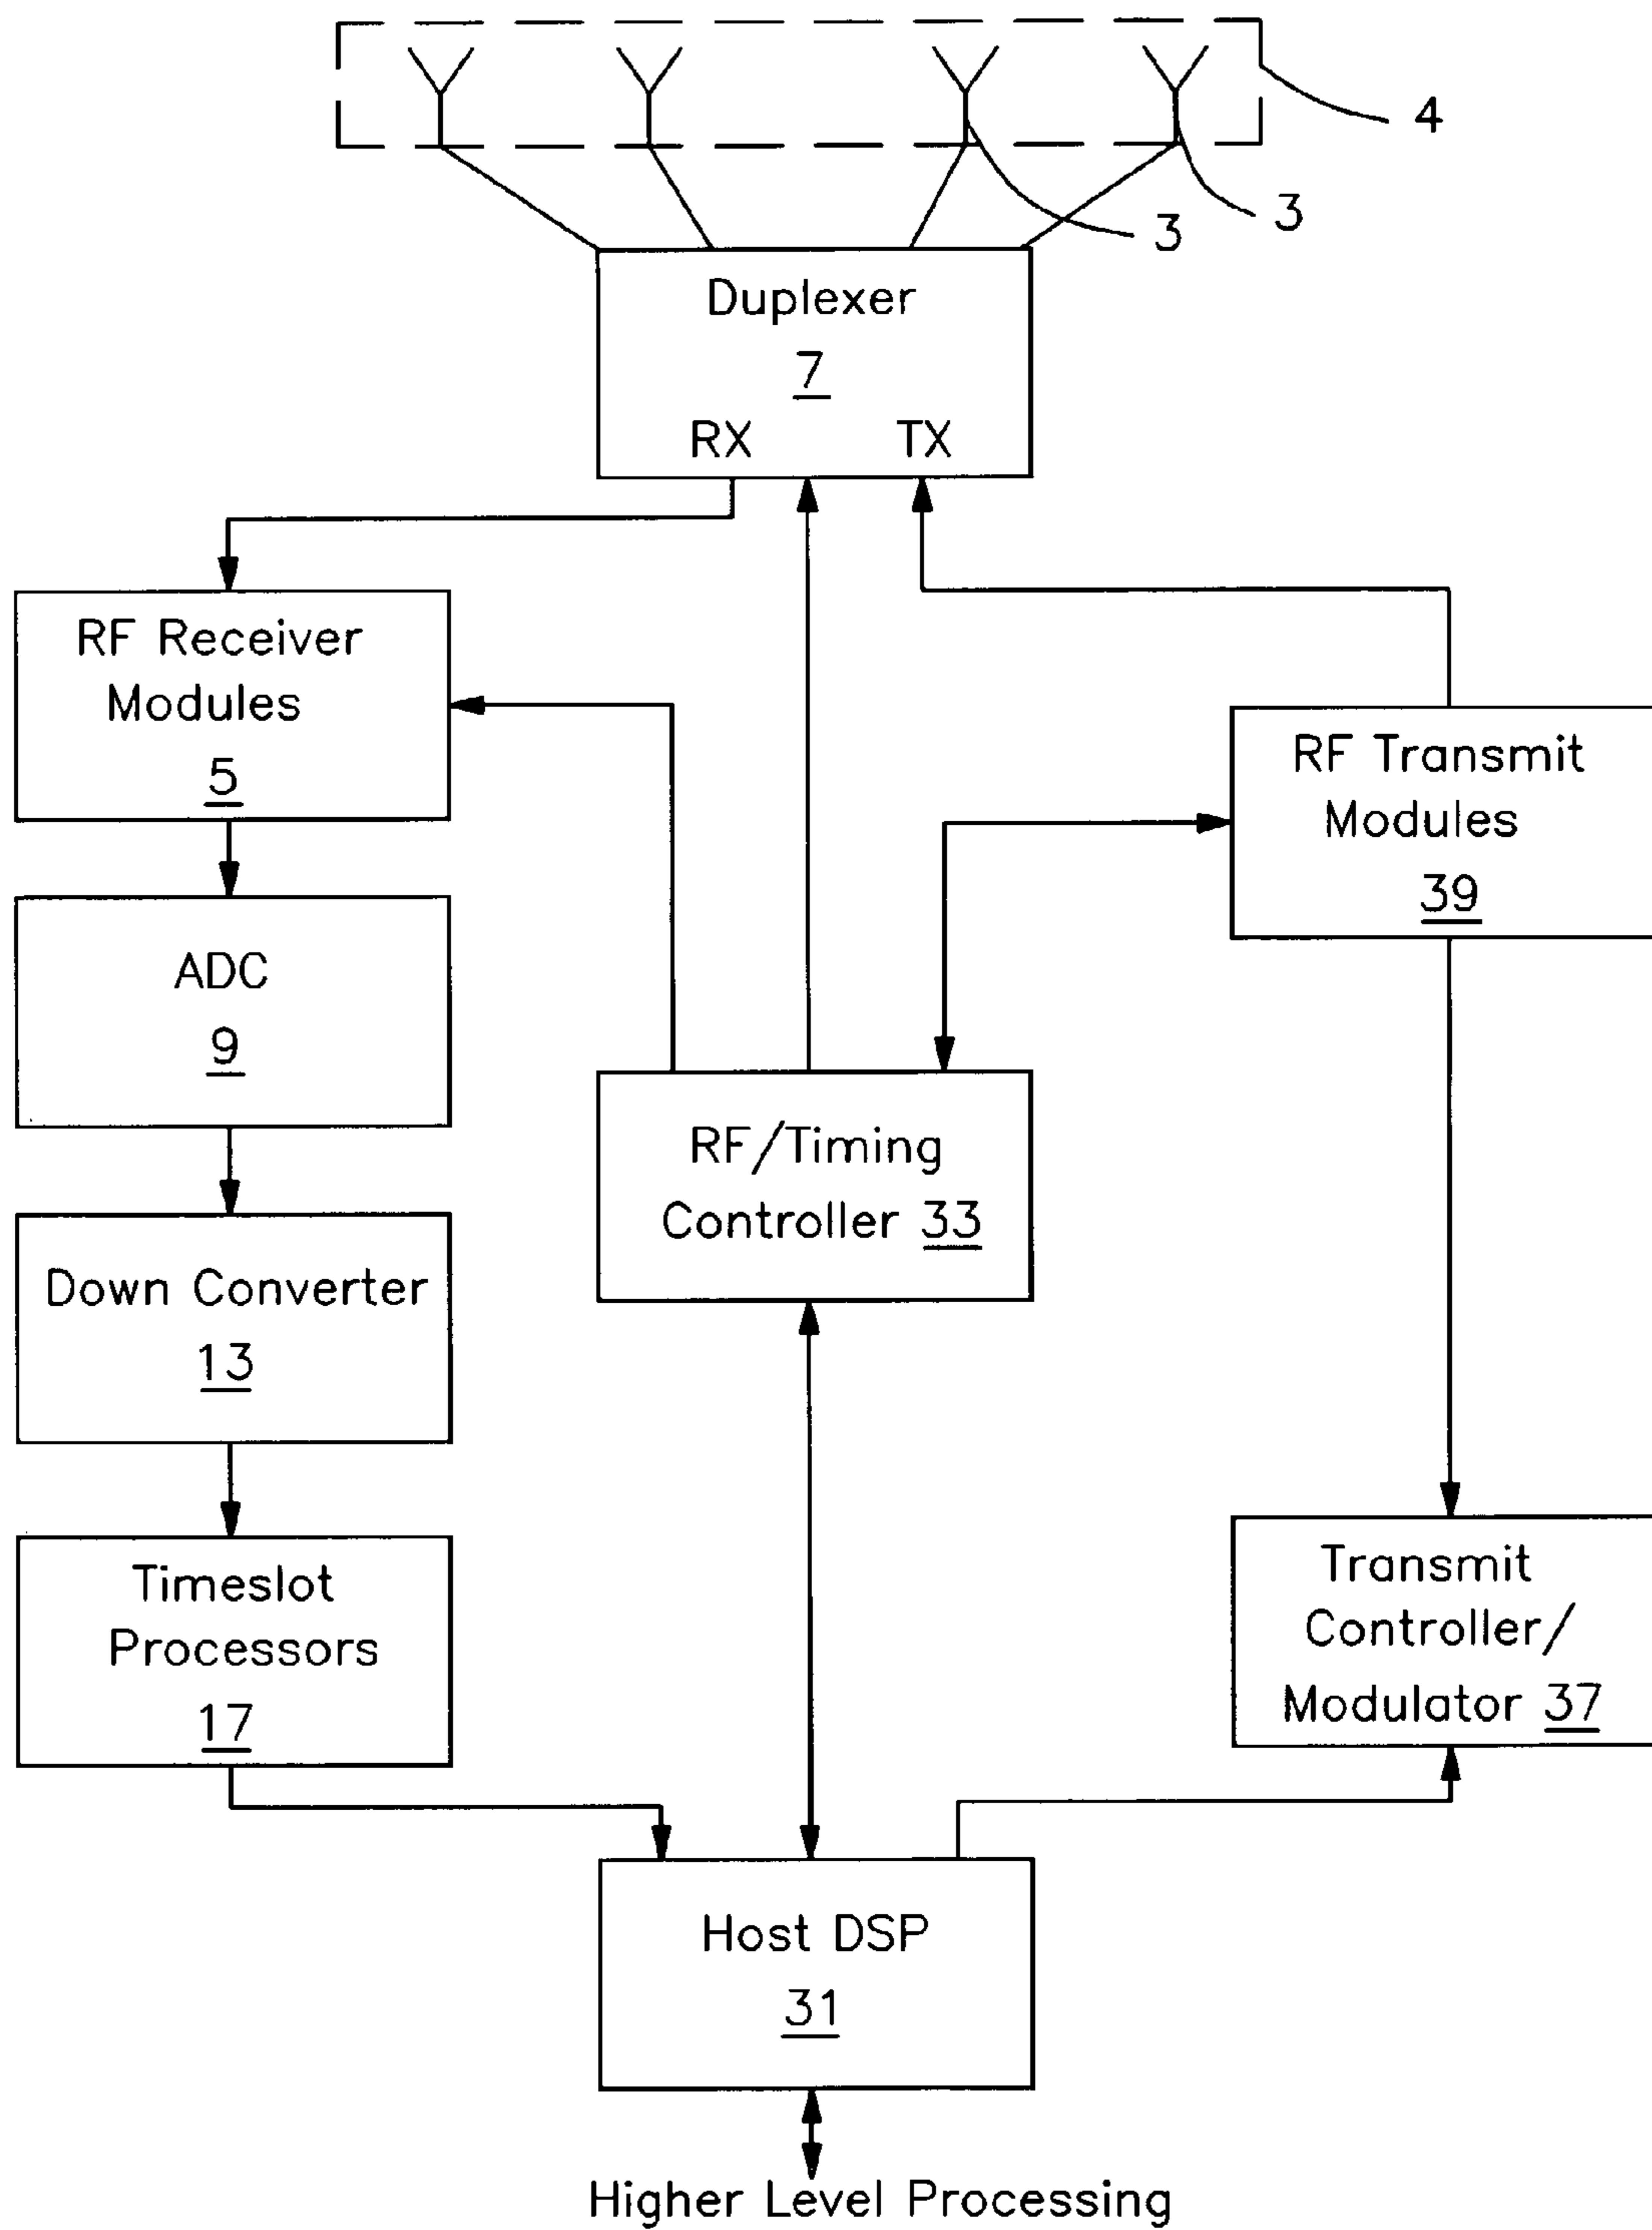 4
3
3
Duplexer
7
RX TX
RF Receiver
Modules
5
RF Transmit
Modules
39
ADC
9
RF/Timing
Controller 33
Down Converter
13
Timeslot
Processors
17
Transmit
Controller/
Modulator 37
Host DSP
31
Higher Level Processing